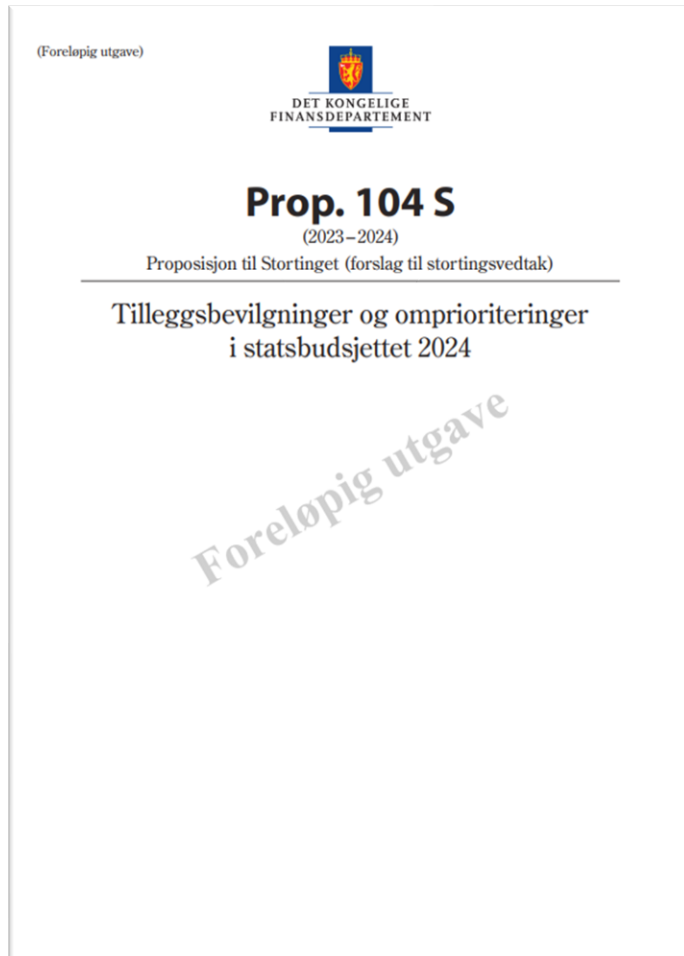 (Foreløpig utgave)
DET KONGELIGE
FINANSDEPARTEMENT
Prop. 104 S
(2023–2024)
Proposisjon til Stortinget (forslag til stortingsvedtak)
Tilleggsbevilgninger og omprioriteringer
i statsbudsjettet 2024
Foreløpig utgave